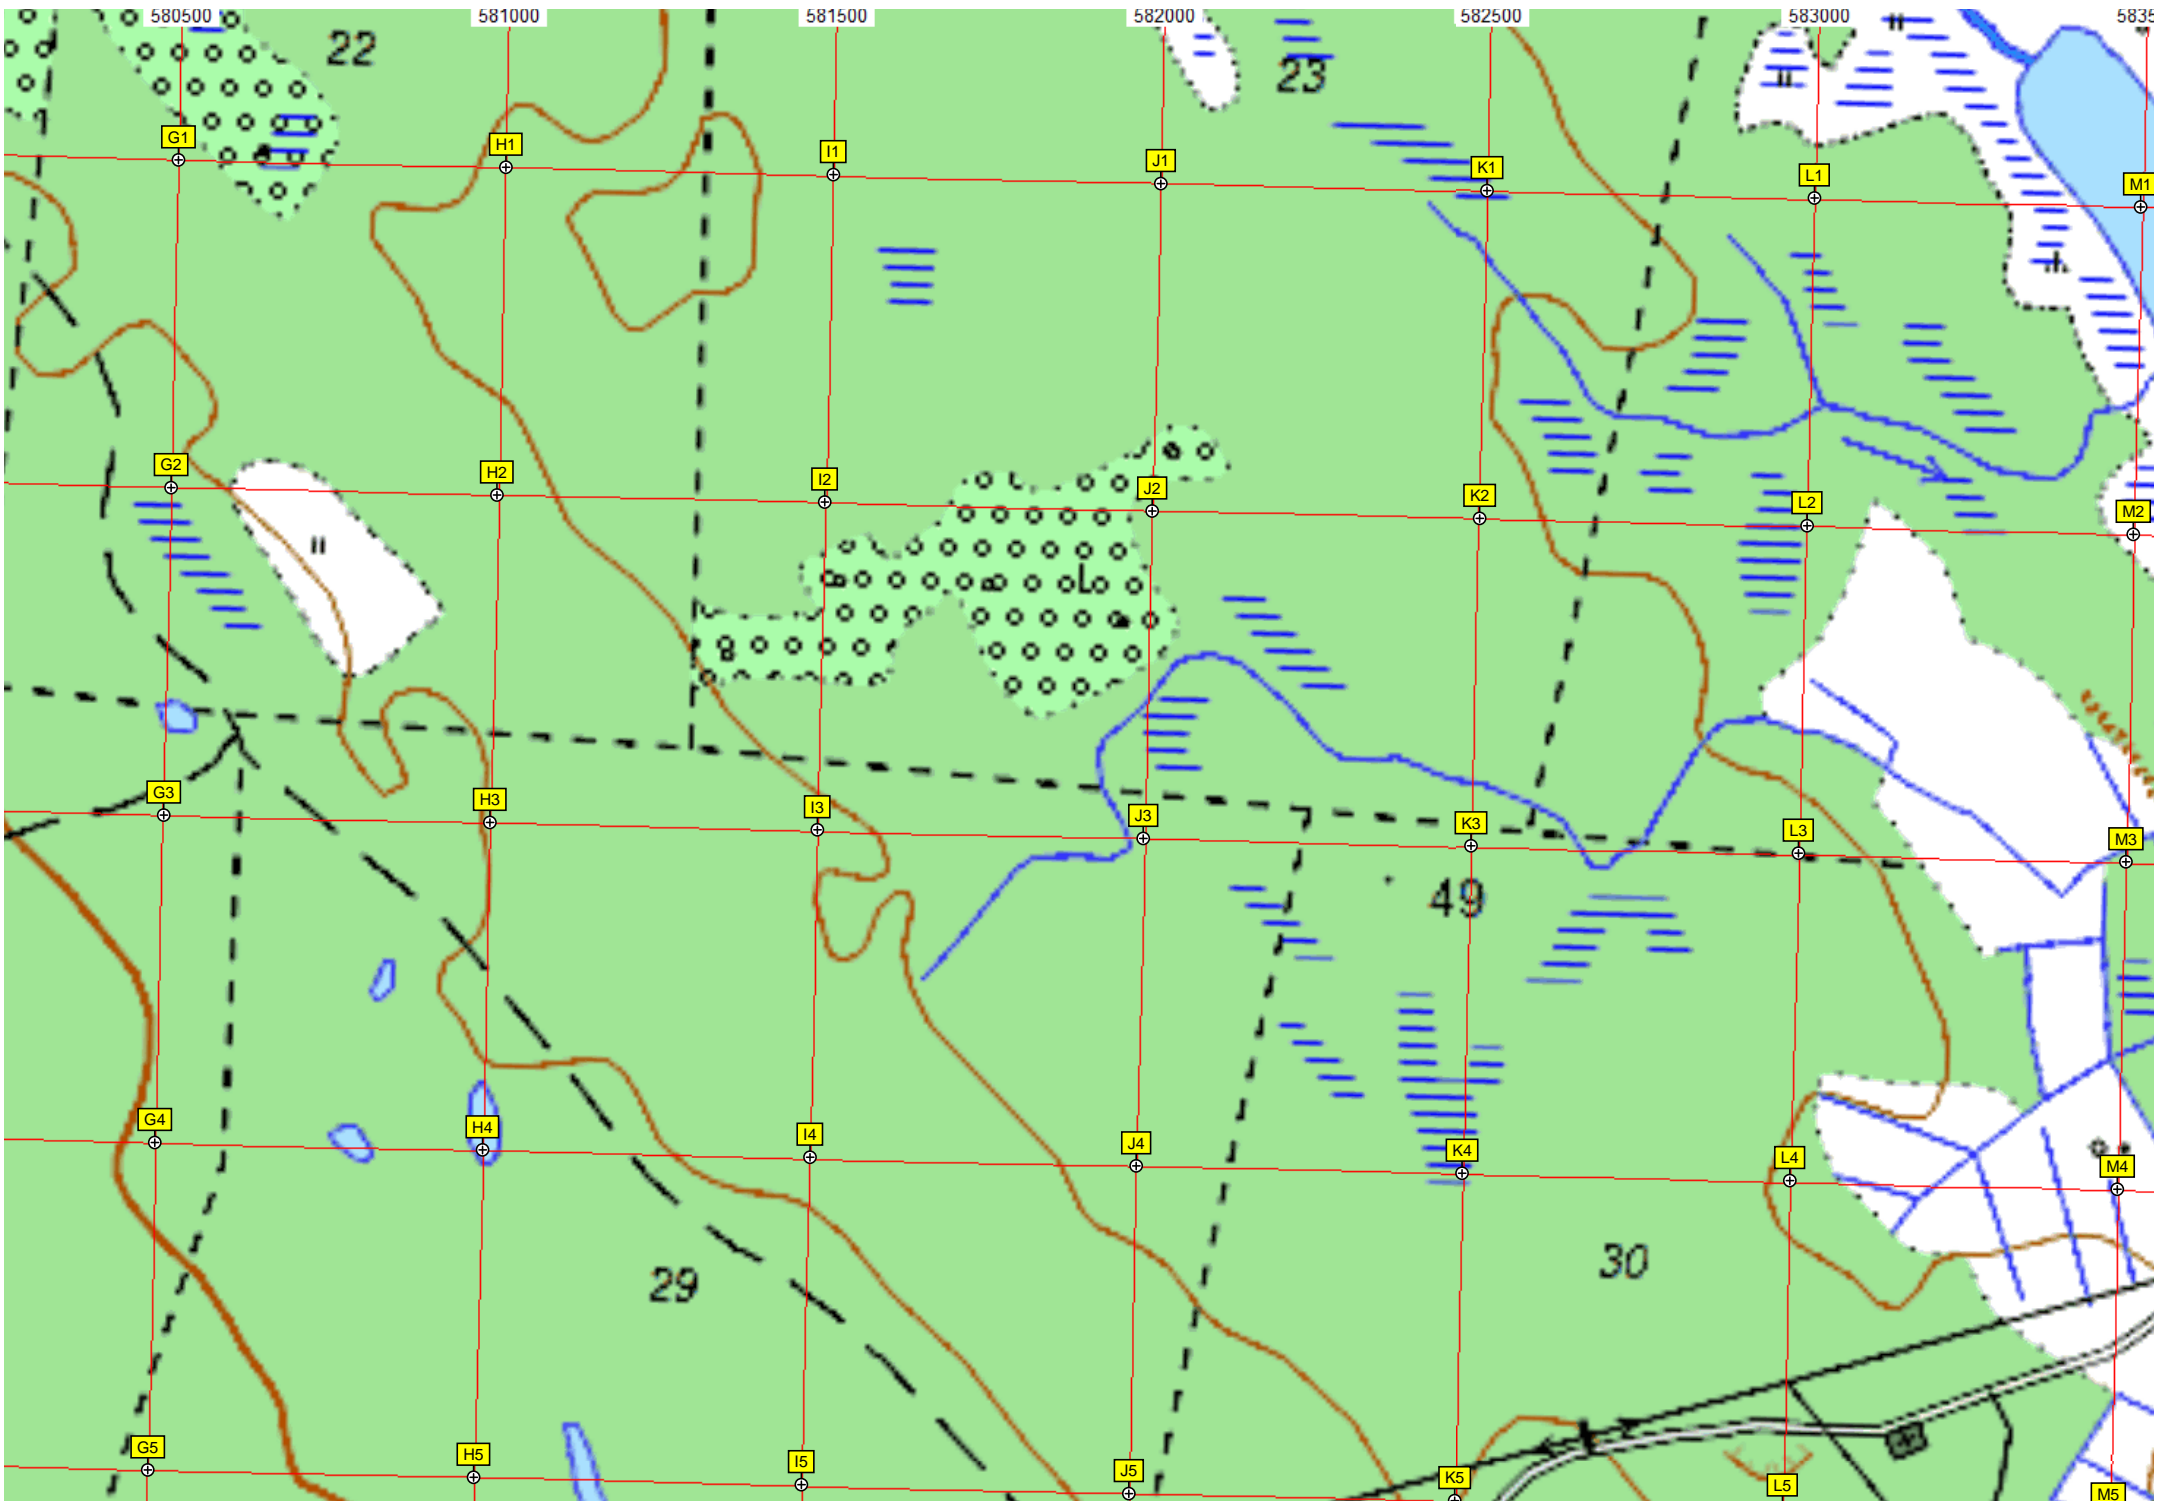 580500 581000 581500 582000 582500 583000 5835
22 23
G1 H1 I1 J1 K1 L1 M1
G2 H2 I2 J2 K2 L2 M2
G3 H3 I3 J3 K3 L3 M3
49
G4 H4 I4 J4 K4 L4 M4
29 30
G5 H5 I5 J5 K5 L5 M5